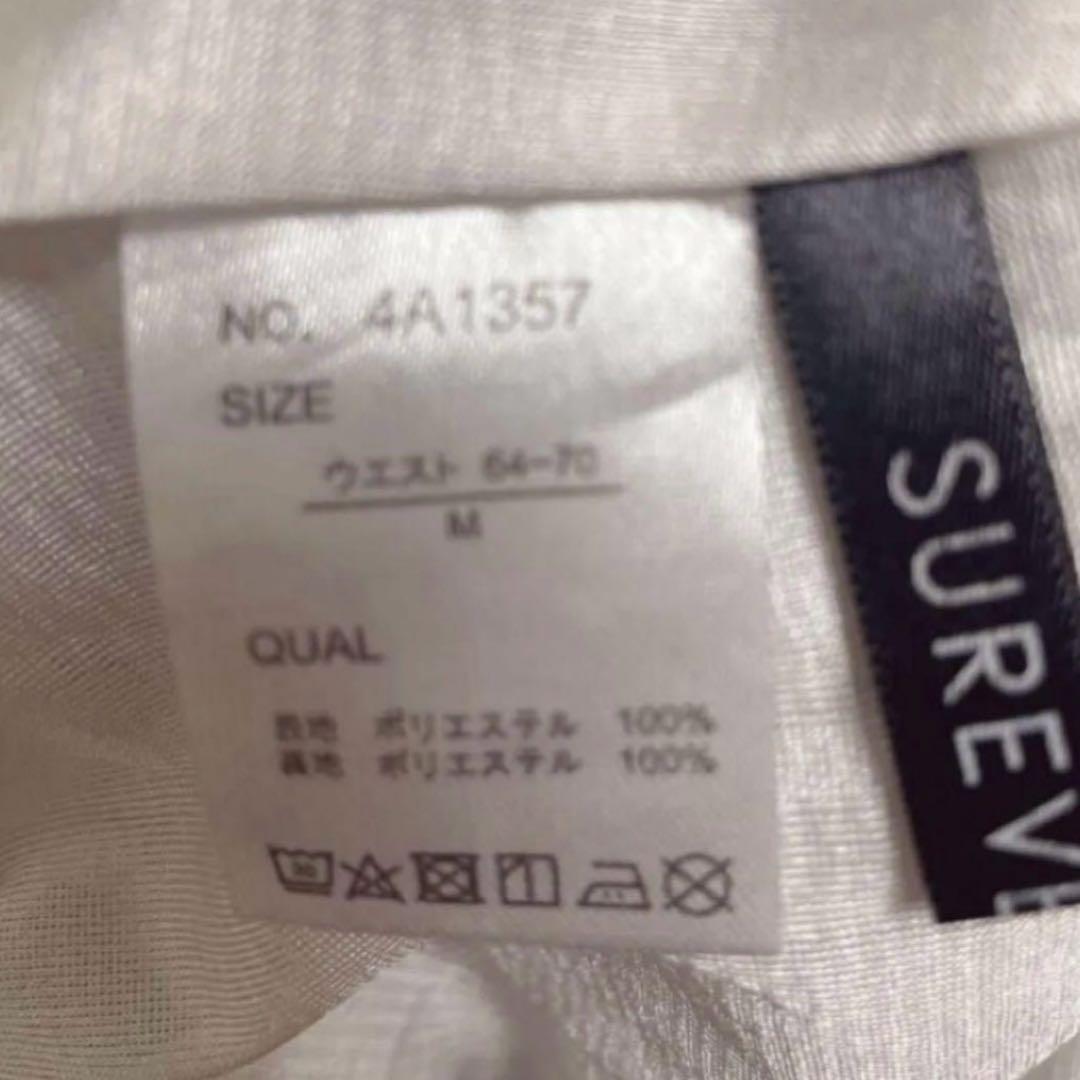 NO. 4A1357
SIZE
ウエスト 64-70
M
QUAL
表地 ポリエステル 100%
裏地 ポリエステル 100%
SUREVE